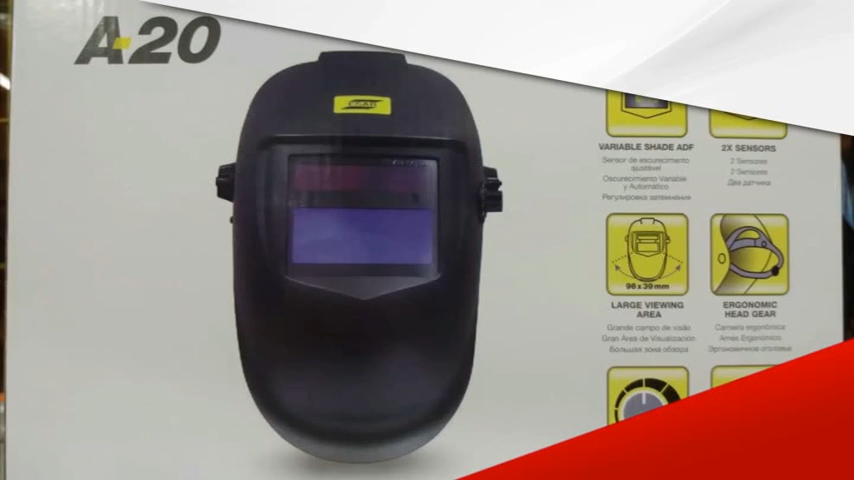 A20
ESAB
VARIABLE SHADE ADF
Sensor de escurecimento
ajustável
Oscurecimiento Variable
y Automático
Регулировка затемнения
2X SENSORS
2 Sensores
2 Sensores
Два датчика
96 x 39 mm
LARGE VIEWING
AREA
Grande campo de visão
Gran Área de Visualización
Большая зона обзора
ERGONOMIC
HEAD GEAR
Carneira ergonômica
Arnés Ergonómico
Эргономичное оголовье